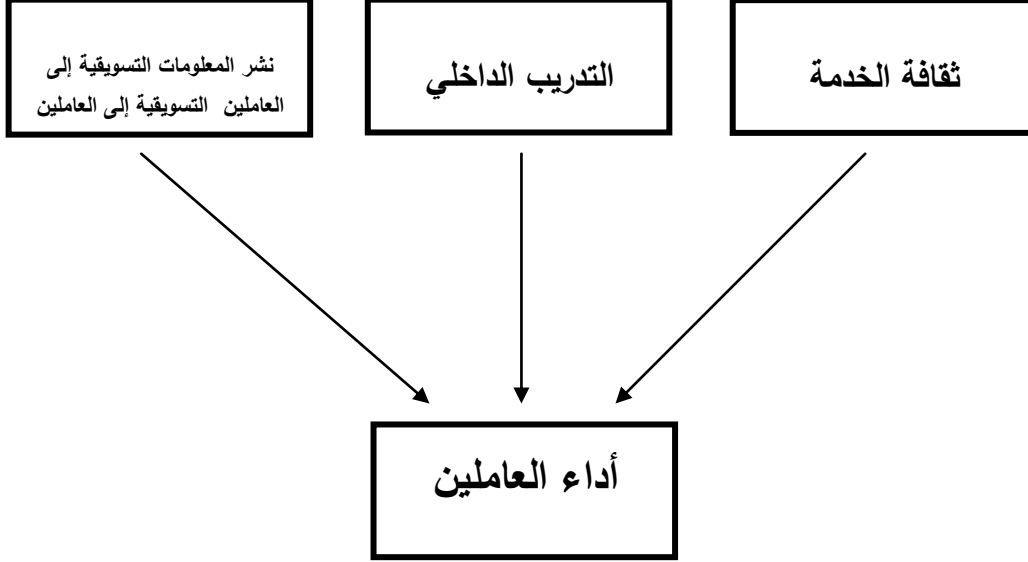 ثقافة الخدمة
التدريب الداخلي
نشر المعلومات التسويقية إلى
العاملين التسويقية إلى العاملين
أداء العاملين